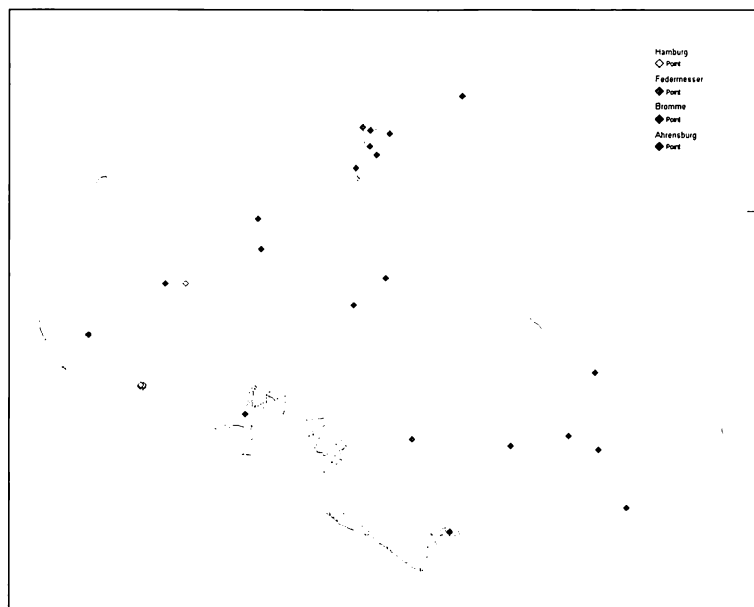 Hamburg
Point
Federmesser
Point
Bromme
Point
Ahrensburg
Point